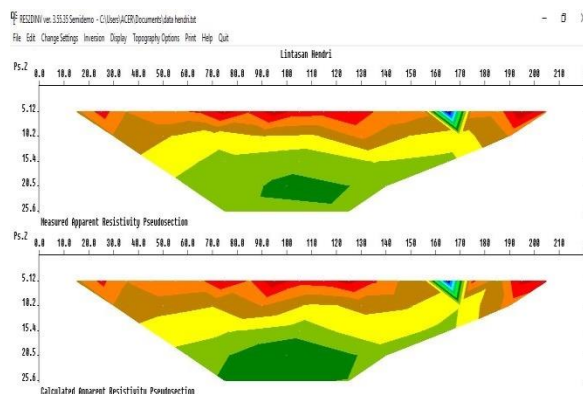 RES2DINV ver. 3.55.35 Semidemo - C:\Users\ACER\Documents\data hendri.txt
File Edit Change Settings Inversion Display Topography Options Print Help Quit
Lintasan Hendri
Ps.Z 0.0 10.0 20.0 30.0 40.0 50.0 60.0 70.0 80.0 90.0 100 110 120 130 140 150 160 170 180 190 200 210
5.12
10.2
15.4
20.5
25.6
Measured Apparent Resistivity Pseudosection
Ps.Z 0.0 10.0 20.0 30.0 40.0 50.0 60.0 70.0 80.0 90.0 100 110 120 130 140 150 160 170 180 190 200 210
5.12
10.2
15.4
20.5
25.6
Calculated Apparent Resistivity Pseudosection